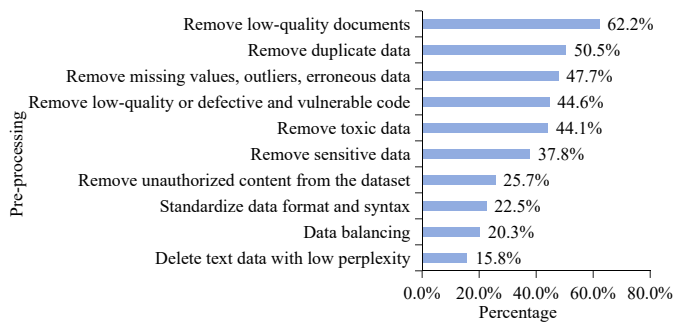 Pre-processing
Remove low-quality documents 62.2%
Remove duplicate data 50.5%
Remove missing values, outliers, erroneous data 47.7%
Remove low-quality or defective and vulnerable code 44.6%
Remove toxic data 44.1%
Remove sensitive data 37.8%
Remove unauthorized content from the dataset 25.7%
Standardize data format and syntax 22.5%
Data balancing 20.3%
Delete text data with low perplexity 15.8%
0.0% 20.0% 40.0% 60.0% 80.0%
Percentage